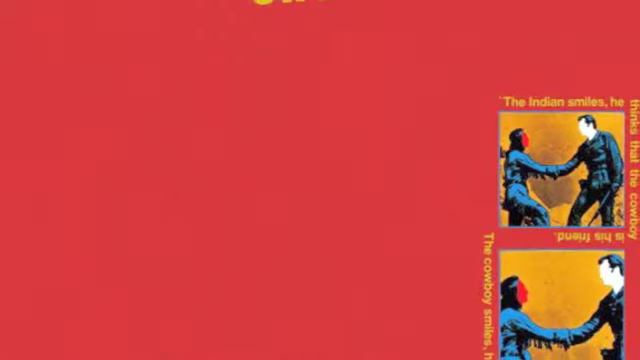 "The Indian smiles, he
thinks that the cowboy
is his friend.
The cowboy smiles, h